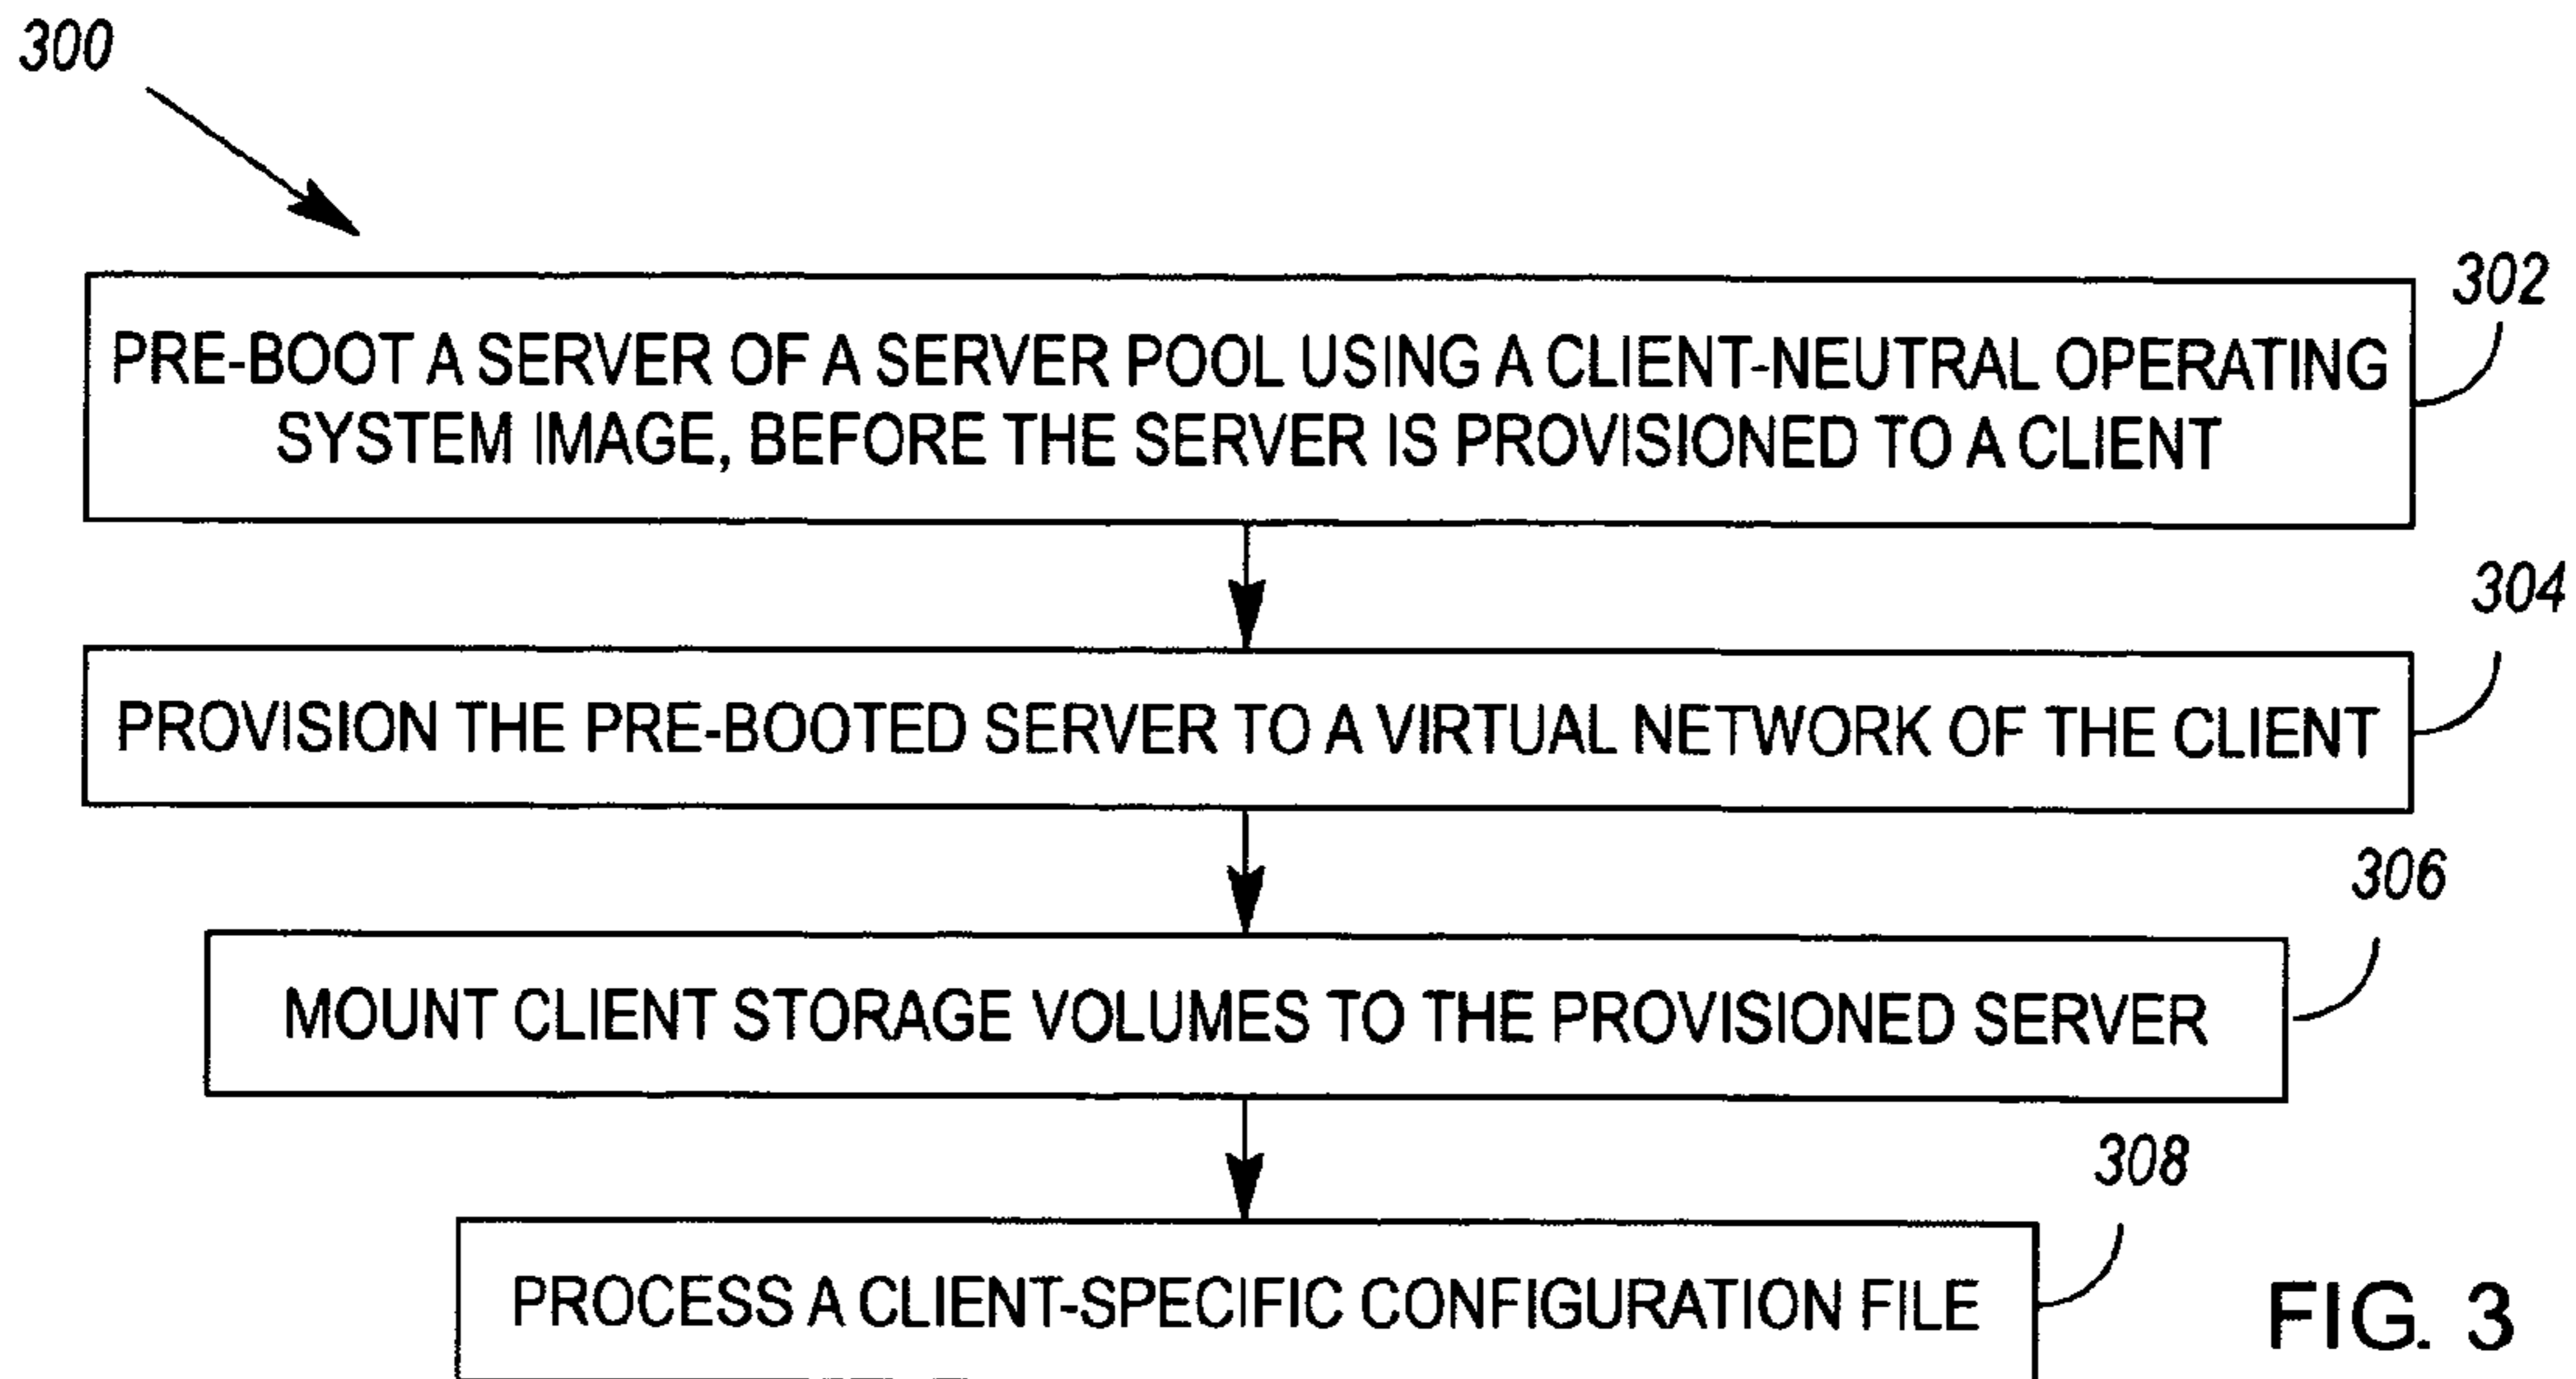 300
302
PRE-BOOT A SERVER OF A SERVER POOL USING A CLIENT-NEUTRAL OPERATING
SYSTEM IMAGE, BEFORE THE SERVER IS PROVISIONED TO A CLIENT
304
PROVISION THE PRE-BOOTED SERVER TO A VIRTUAL NETWORK OF THE CLIENT
306
MOUNT CLIENT STORAGE VOLUMES TO THE PROVISIONED SERVER
308
PROCESS A CLIENT-SPECIFIC CONFIGURATION FILE
FIG. 3